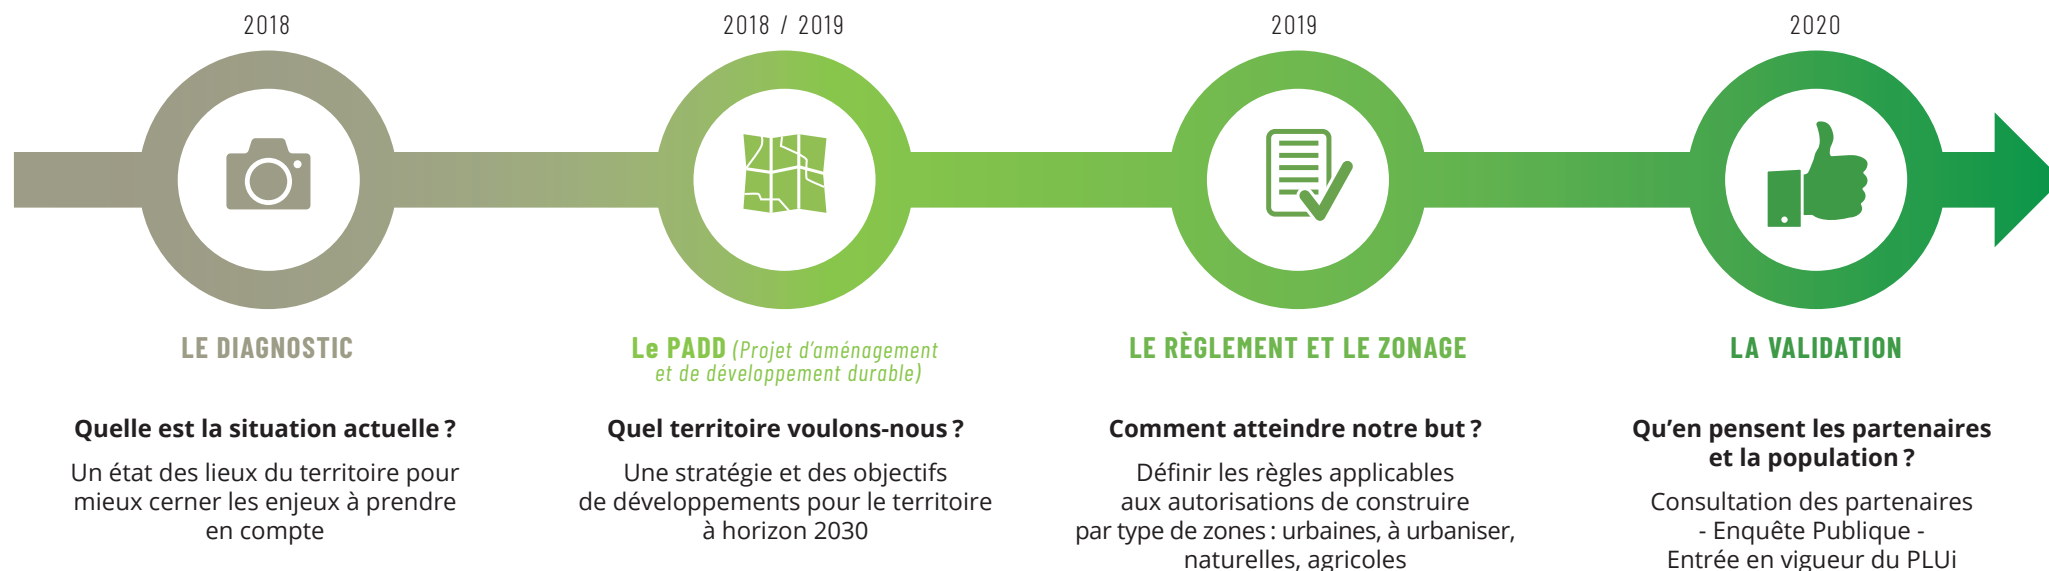 2018
LE DIAGNOSTIC
Quelle est la situation actuelle ?
Un état des lieux du territoire pour
mieux cerner les enjeux à prendre
en compte
2018 / 2019
Le PADD (Projet d’aménagement
et de développement durable)
Quel territoire voulons-nous ?
Une stratégie et des objectifs
de développements pour le territoire
à horizon 2030
2019
LE RÈGLEMENT ET LE ZONAGE
Comment atteindre notre but ?
Définir les règles applicables
aux autorisations de construire
par type de zones : urbaines, à urbaniser,
naturelles, agricoles
2020
LA VALIDATION
Qu’en pensent les partenaires
et la population ?
Consultation des partenaires
- Enquête Publique -
Entrée en vigueur du PLUi